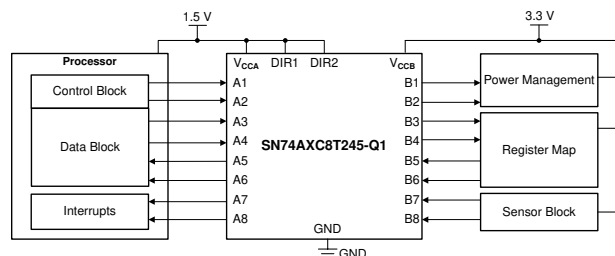 1.5 V
3.3 V
Processor
Control Block
Data Block
Interrupts
VCCA DIR1 DIR2 VCCB
A1
A2
A3
A4
A5
A6
A7
A8
SN74AXC8T245-Q1
GND
GND
B1
B2
B3
B4
B5
B6
B7
B8
Power Management
Register Map
Sensor Block